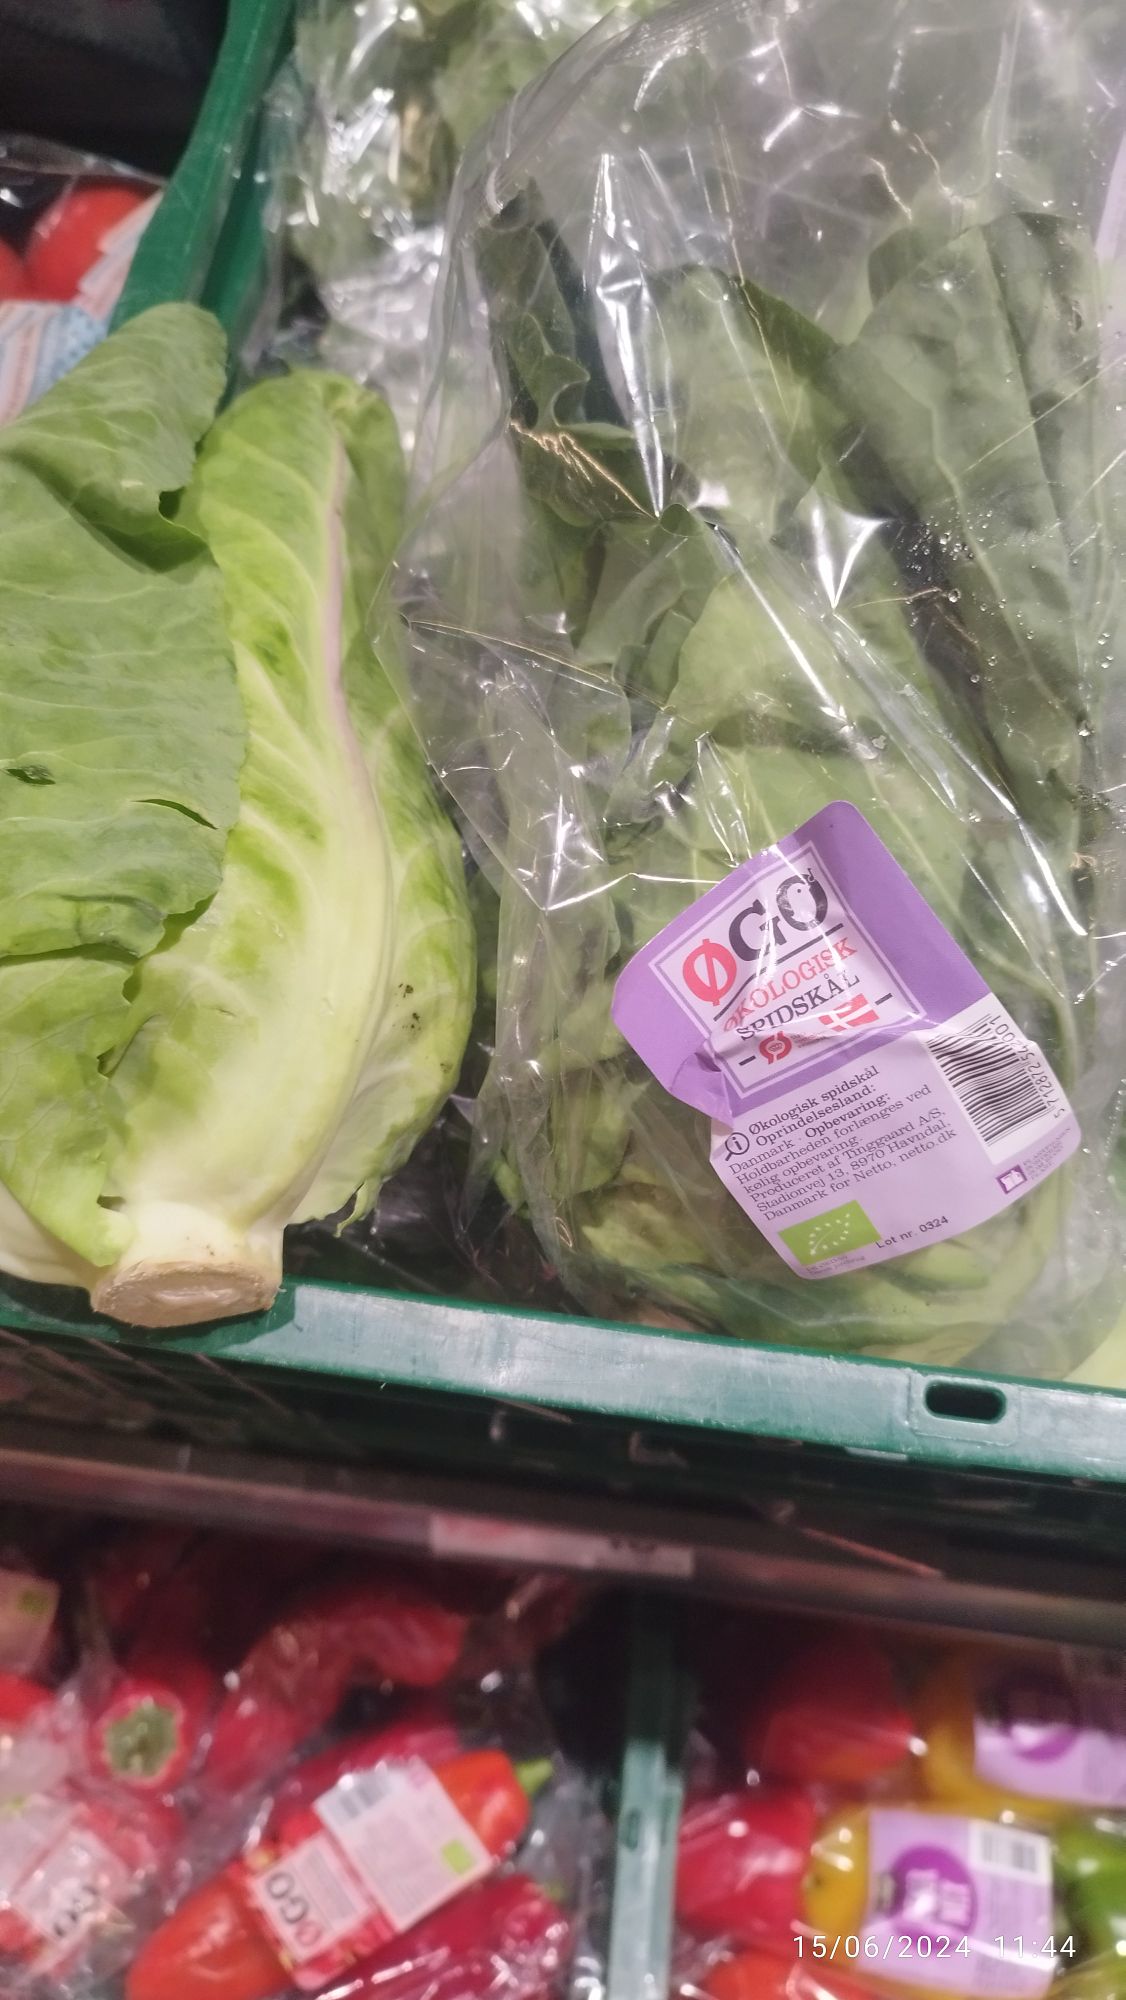 ØGO
ØKOLOGISK
SPIDSKÅL
Økologisk spidskål
Oprindelsesland:
Danmark · Opbevaring:
Holdbarheden forlænges ved
kølig opbevaring.
Produceret af Tinggaard A/S.
Stadionvej 13, 8970 Havndal.
Danmark for Netto, netto.dk
Lot nr. 0324
ØGO
15/06/2024 11:44